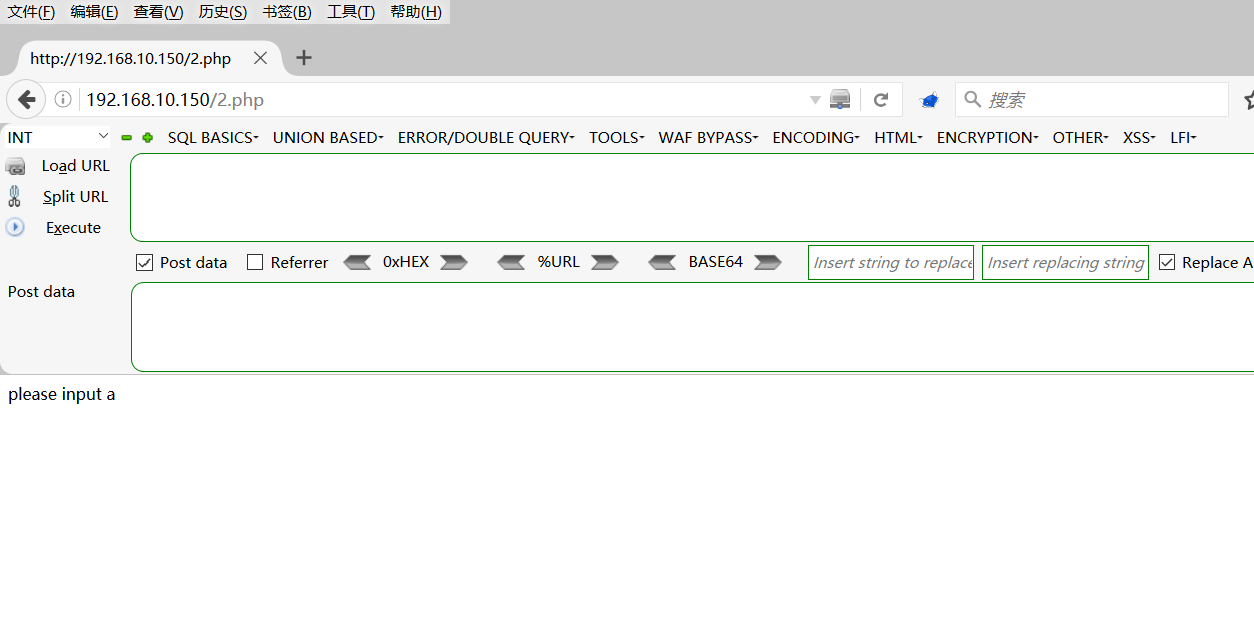 文件(F) 编辑(E) 查看(V) 历史(S) 书签(B) 工具(T) 帮助(H)
http://192.168.10.150/2.php
192.168.10.150/2.php 搜索
INT SQL BASICS UNION BASED ERROR/DOUBLE QUERY TOOLS WAF BYPASS ENCODING HTML ENCRYPTION OTHER XSS LFI
Load URL
Split URL
Execute
Post data Referrer 0xHEX %URL BASE64 Insert string to replace Insert replacing string Replace A
Post data
please input a